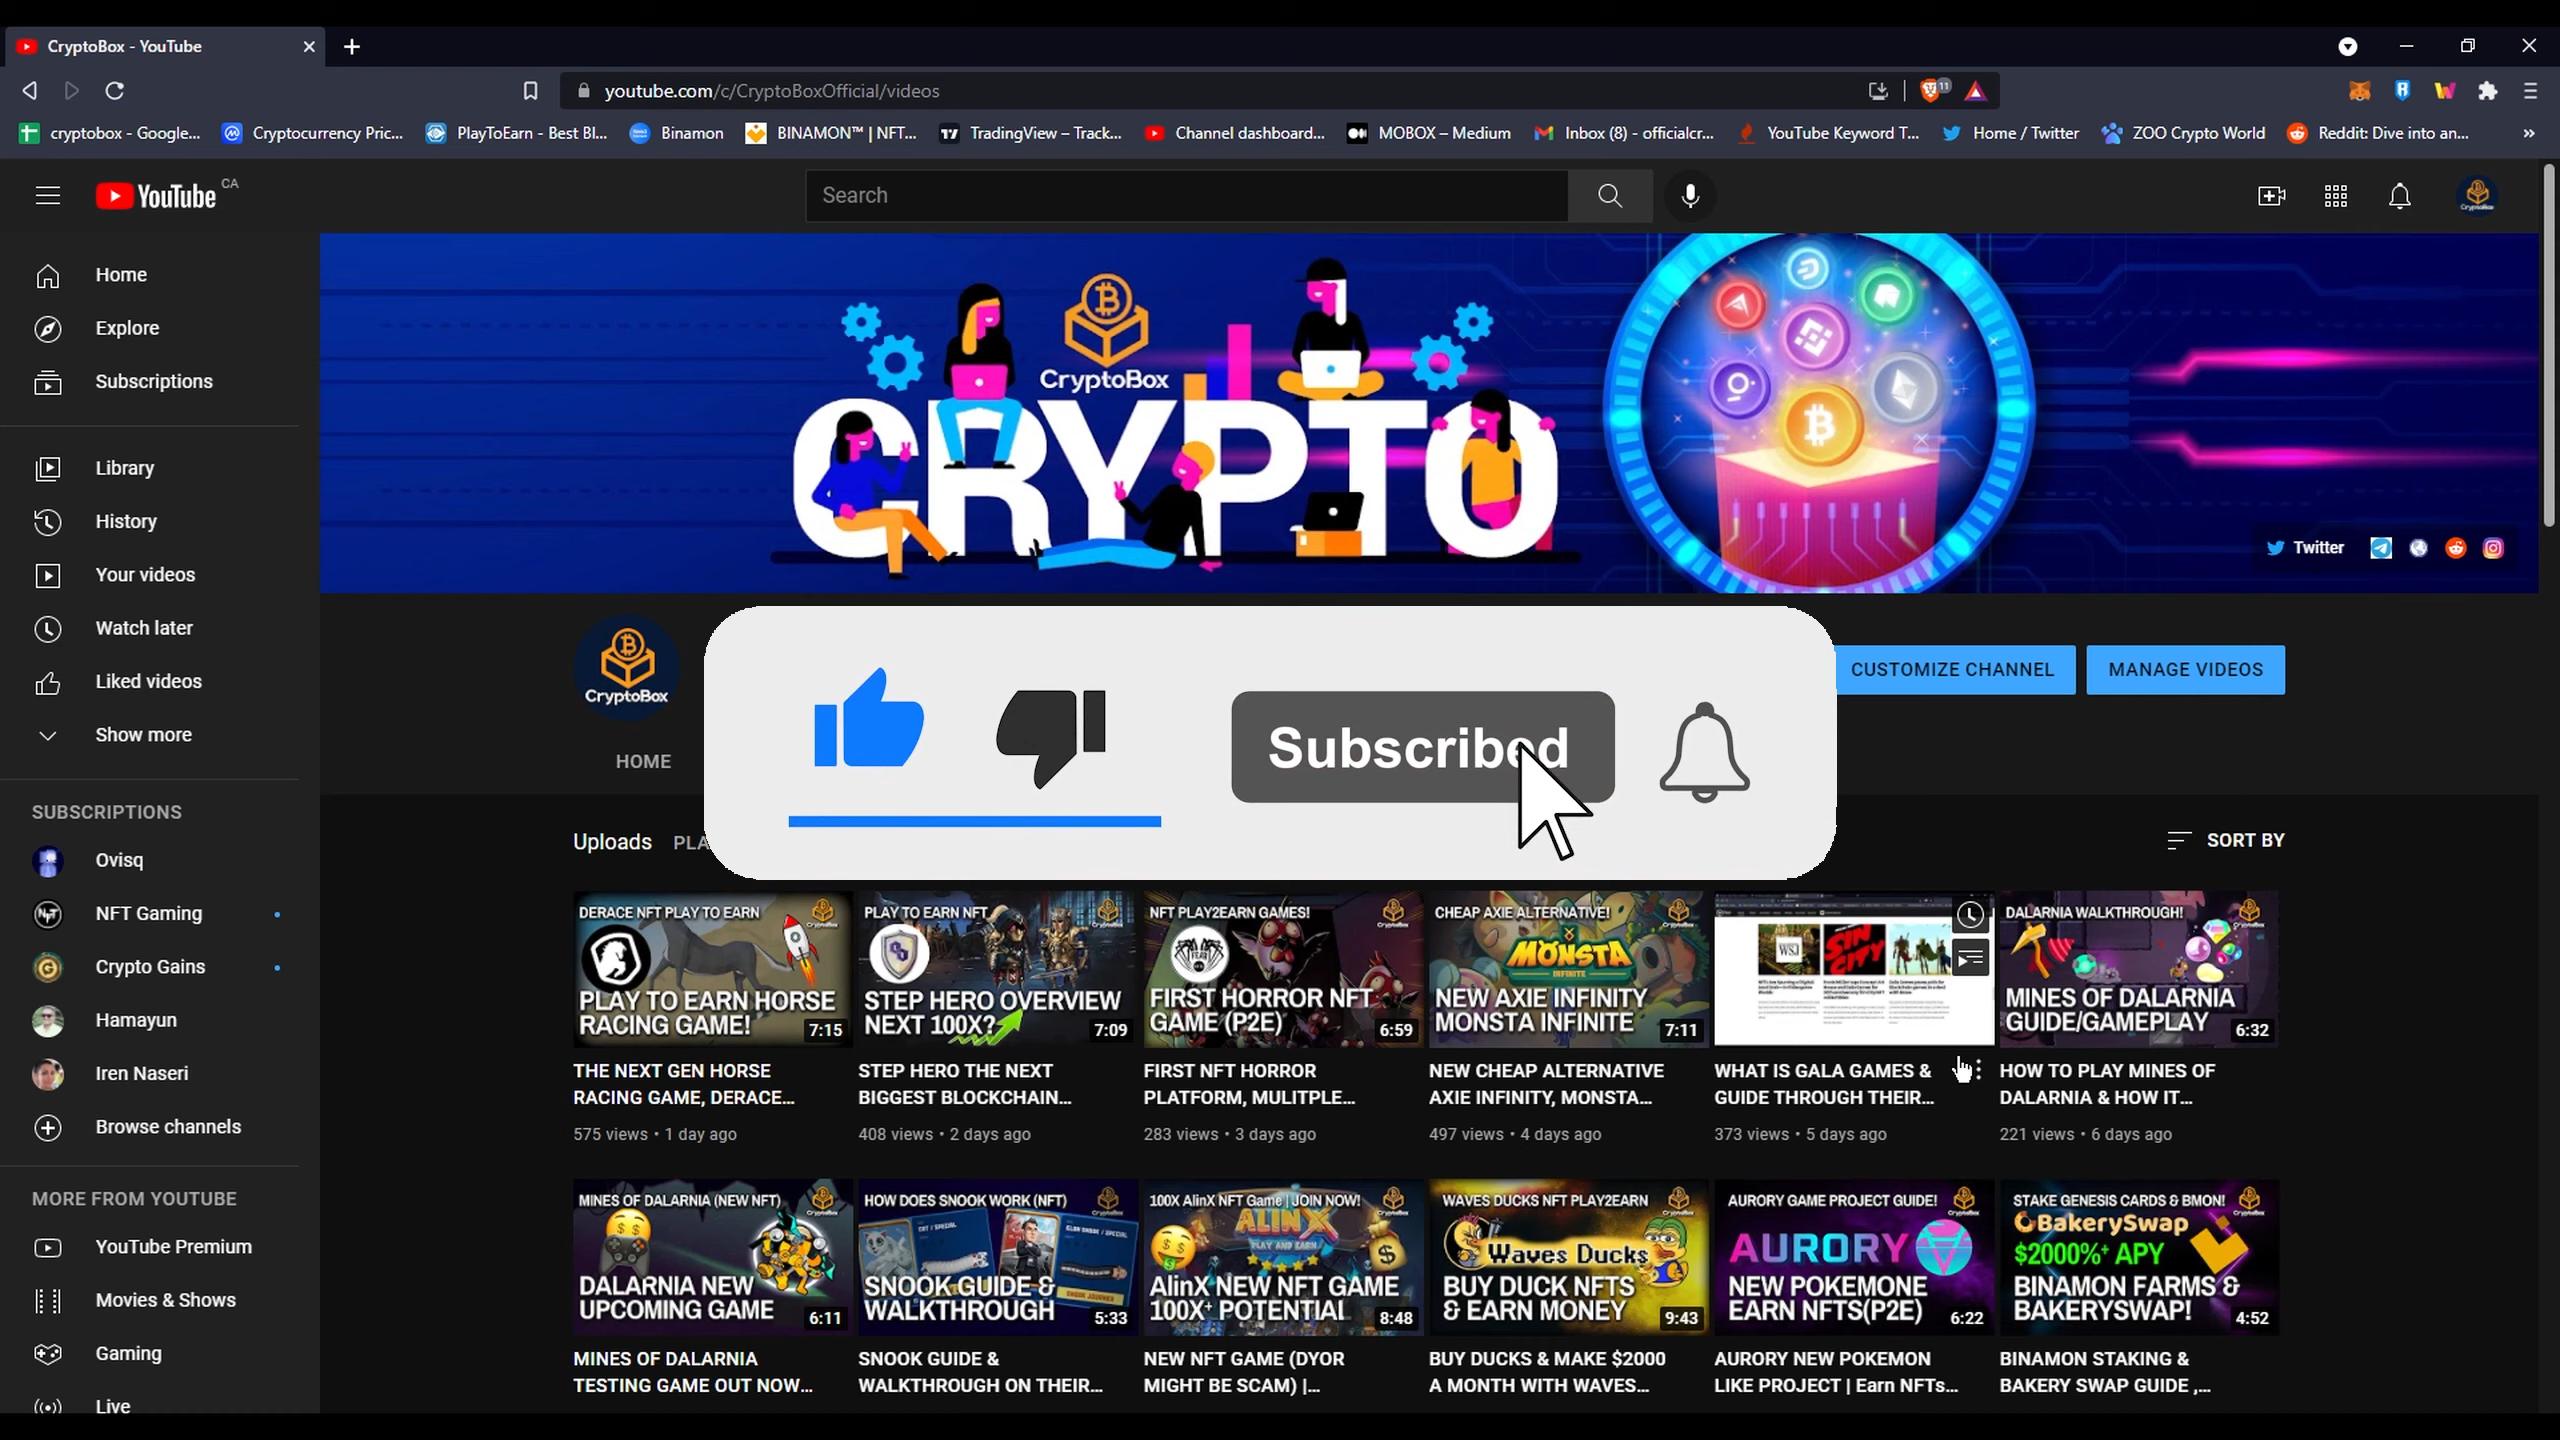 CryptoBox - YouTube
youtube.com/c/CryptoBoxOfficial/videos
11
cryptobox - Google... Cryptocurrency Pric... PlayToEarn - Best Bl... Binamon BINAMON™ | NFT... TradingView – Track... Channel dashboard... MOBOX – Medium Inbox (8) - officialcr... YouTube Keyword T... Home / Twitter ZOO Crypto World Reddit: Dive into an...
YouTube CA
Search
Home
Explore
Subscriptions
Library
History
Your videos
Watch later
Liked videos
Show more
SUBSCRIPTIONS
Ovisq
NFT Gaming
Crypto Gains
Hamayun
Iren Naseri
Browse channels
MORE FROM YOUTUBE
YouTube Premium
Movies & Shows
Gaming
Live
CryptoBox
CRYPTO
Twitter
CryptoBox
CUSTOMIZE CHANNEL
MANAGE VIDEOS
HOME
Subscribed
Uploads PLA
SORT BY
DERACE NFT PLAY TO EARN
PLAY TO EARN HORSE
RACING GAME!
7:15
THE NEXT GEN HORSE
RACING GAME, DERACE...
575 views • 1 day ago
PLAY TO EARN NFT
STEP HERO OVERVIEW
NEXT 100X?
7:09
STEP HERO THE NEXT
BIGGEST BLOCKCHAIN...
408 views • 2 days ago
NFT PLAY2EARN GAMES!
FEAR
FIRST HORROR NFT
GAME (P2E)
6:59
FIRST NFT HORROR
PLATFORM, MULITPLE...
283 views • 3 days ago
CHEAP AXIE ALTERNATIVE!
MONSTA
INFINITE
NEW AXIE INFINITY
MONSTA INFINITE
7:11
NEW CHEAP ALTERNATIVE
AXIE INFINITY, MONSTA...
497 views • 4 days ago
WSJ
SIN
CITY
WHAT IS GALA GAMES &
GUIDE THROUGH THEIR...
373 views • 5 days ago
DALARNIA WALKTHROUGH!
MINES OF DALARNIA
GUIDE/GAMEPLAY
6:32
HOW TO PLAY MINES OF
DALARNIA & HOW IT...
221 views • 6 days ago
MINES OF DALARNIA (NEW NFT)
DALARNIA NEW
UPCOMING GAME
6:11
MINES OF DALARNIA
TESTING GAME OUT NOW...
HOW DOES SNOOK WORK (NFT)
SNOOK GUIDE &
WALKTHROUGH
5:33
SNOOK GUIDE &
WALKTHROUGH ON THEIR...
100X AlinX NFT Game | JOIN NOW!
ALINX
PLAY AND EARN
AlinX NEW NFT GAME
100X+ POTENTIAL
8:48
NEW NFT GAME (DYOR
MIGHT BE SCAM) |...
WAVES DUCKS NFT PLAY2EARN
Waves Ducks
BUY DUCK NFTS
& EARN MONEY
9:43
BUY DUCKS & MAKE $2000
A MONTH WITH WAVES...
AURORY GAME PROJECT GUIDE!
AURORY
NEW POKEMONE
EARN NFTS(P2E)
6:22
AURORY NEW POKEMON
LIKE PROJECT | Earn NFTs...
STAKE GENESIS CARDS & BMON!
BakerySwap
$2000%+ APY
BINAMON FARMS &
BAKERYSWAP!
4:52
BINAMON STAKING &
BAKERY SWAP GUIDE ,...